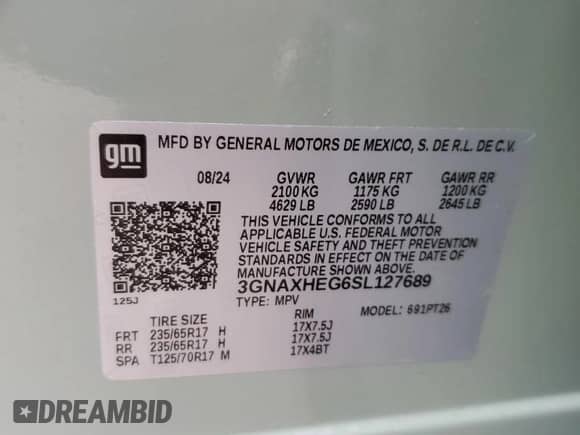 gm
MFD BY GENERAL MOTORS DE MEXICO, S. DE R.L. DE C.V.
08/24 GVWR GAWR FRT GAWR RR
2100 KG 1175 KG 1200 KG
4629 LB 2590 LB 2645 LB
THIS VEHICLE CONFORMS TO ALL
APPLICABLE U.S. FEDERAL MOTOR
VEHICLE SAFETY AND THEFT PREVENTION
STANDARDS IN EFFECT ON THE DATE OF
MANUFACTURE SHOWN ABOVE.
3GNAXHEG6SL127689
125J
TYPE: MPV MODEL: 691PT26
TIRE SIZE RIM
FRT 235/65R17 H 17X7.5J
RR 235/65R17 H 17X7.5J
SPA T125/70R17 M 17X4BT
DREAMBID